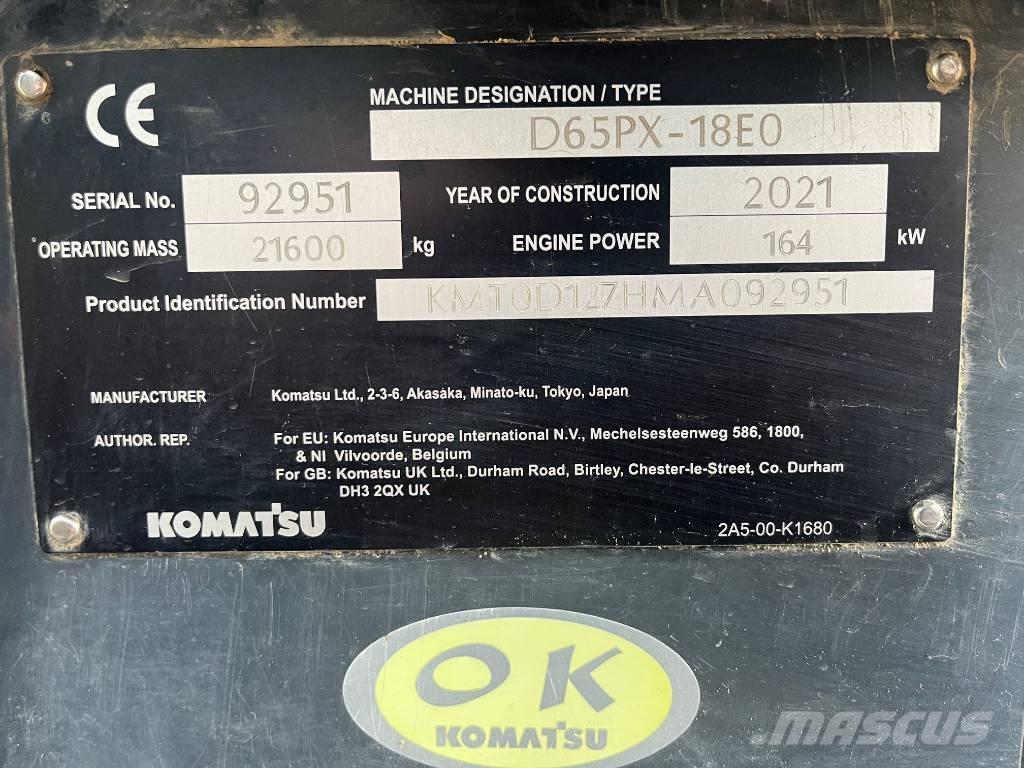 CE
MACHINE DESIGNATION / TYPE
D65PX-18E0
SERIAL No. 92951 YEAR OF CONSTRUCTION 2021
OPERATING MASS 21600 kg ENGINE POWER 164 kW
Product Identification Number KMT0D127HMA092951
MANUFACTURER Komatsu Ltd., 2-3-6, Akasaka, Minato-ku, Tokyo, Japan
AUTHOR. REP. For EU: Komatsu Europe International N.V., Mechelsesteenweg 586, 1800,
& NI Vilvoorde, Belgium
For GB: Komatsu UK Ltd., Durham Road, Birtley, Chester-le-Street, Co. Durham
DH3 2QX UK
KOMATSU 2A5-00-K1680
OK
KOMATSU
MASCUS